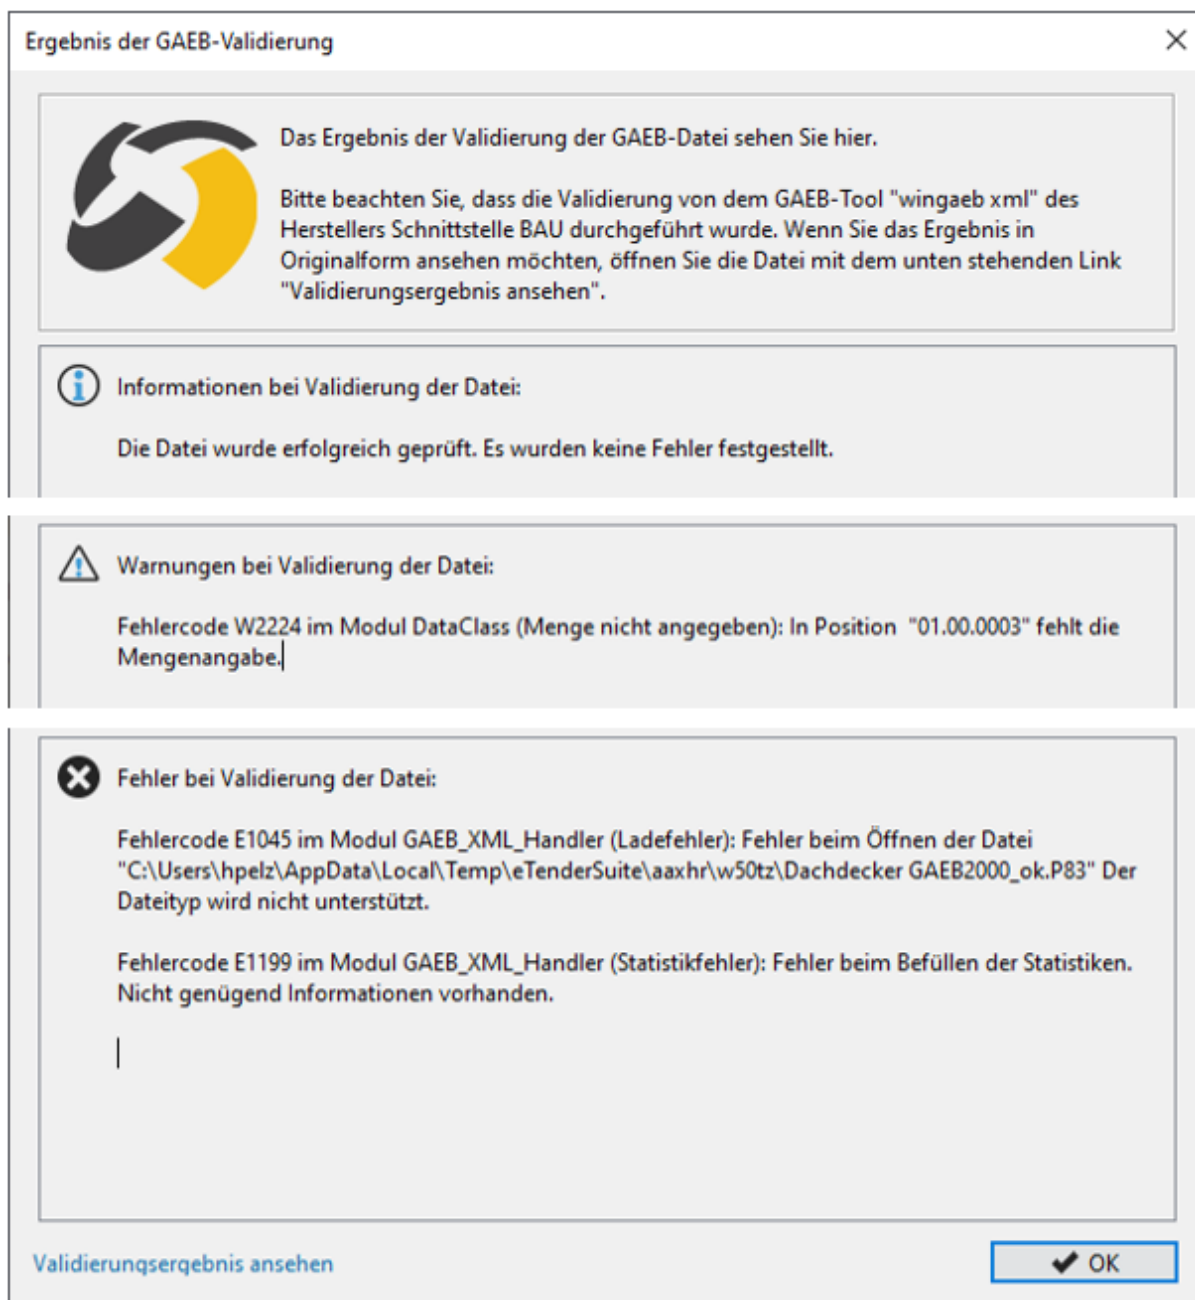 Ergebnis der GAEB-Validierung
Das Ergebnis der Validierung der GAEB-Datei sehen Sie hier.
Bitte beachten Sie, dass die Validierung von dem GAEB-Tool "wingaeb xml" des
Herstellers Schnittstelle BAU durchgeführt wurde. Wenn Sie das Ergebnis in
Originalform ansehen möchten, öffnen Sie die Datei mit dem unten stehenden Link
"Validierungsergebnis ansehen".
Informationen bei Validierung der Datei:
Die Datei wurde erfolgreich geprüft. Es wurden keine Fehler festgestellt.
Warnungen bei Validierung der Datei:
Fehlercode W2224 im Modul DataClass (Menge nicht angegeben): In Position  "01.00.0003" fehlt die
Mengenangabe.
Fehler bei Validierung der Datei:
Fehlercode E1045 im Modul GAEB_XML_Handler (Ladefehler): Fehler beim Öffnen der Datei
"C:\Users\hpelz\AppData\Local\Temp\eTenderSuite\aaxhr\w50tz\Dachdecker GAEB2000_ok.P83" Der
Dateityp wird nicht unterstützt.
Fehlercode E1199 im Modul GAEB_XML_Handler (Statistikfehler): Fehler beim Befüllen der Statistiken.
Nicht genügend Informationen vorhanden.
Validierungsergebnis ansehen
OK